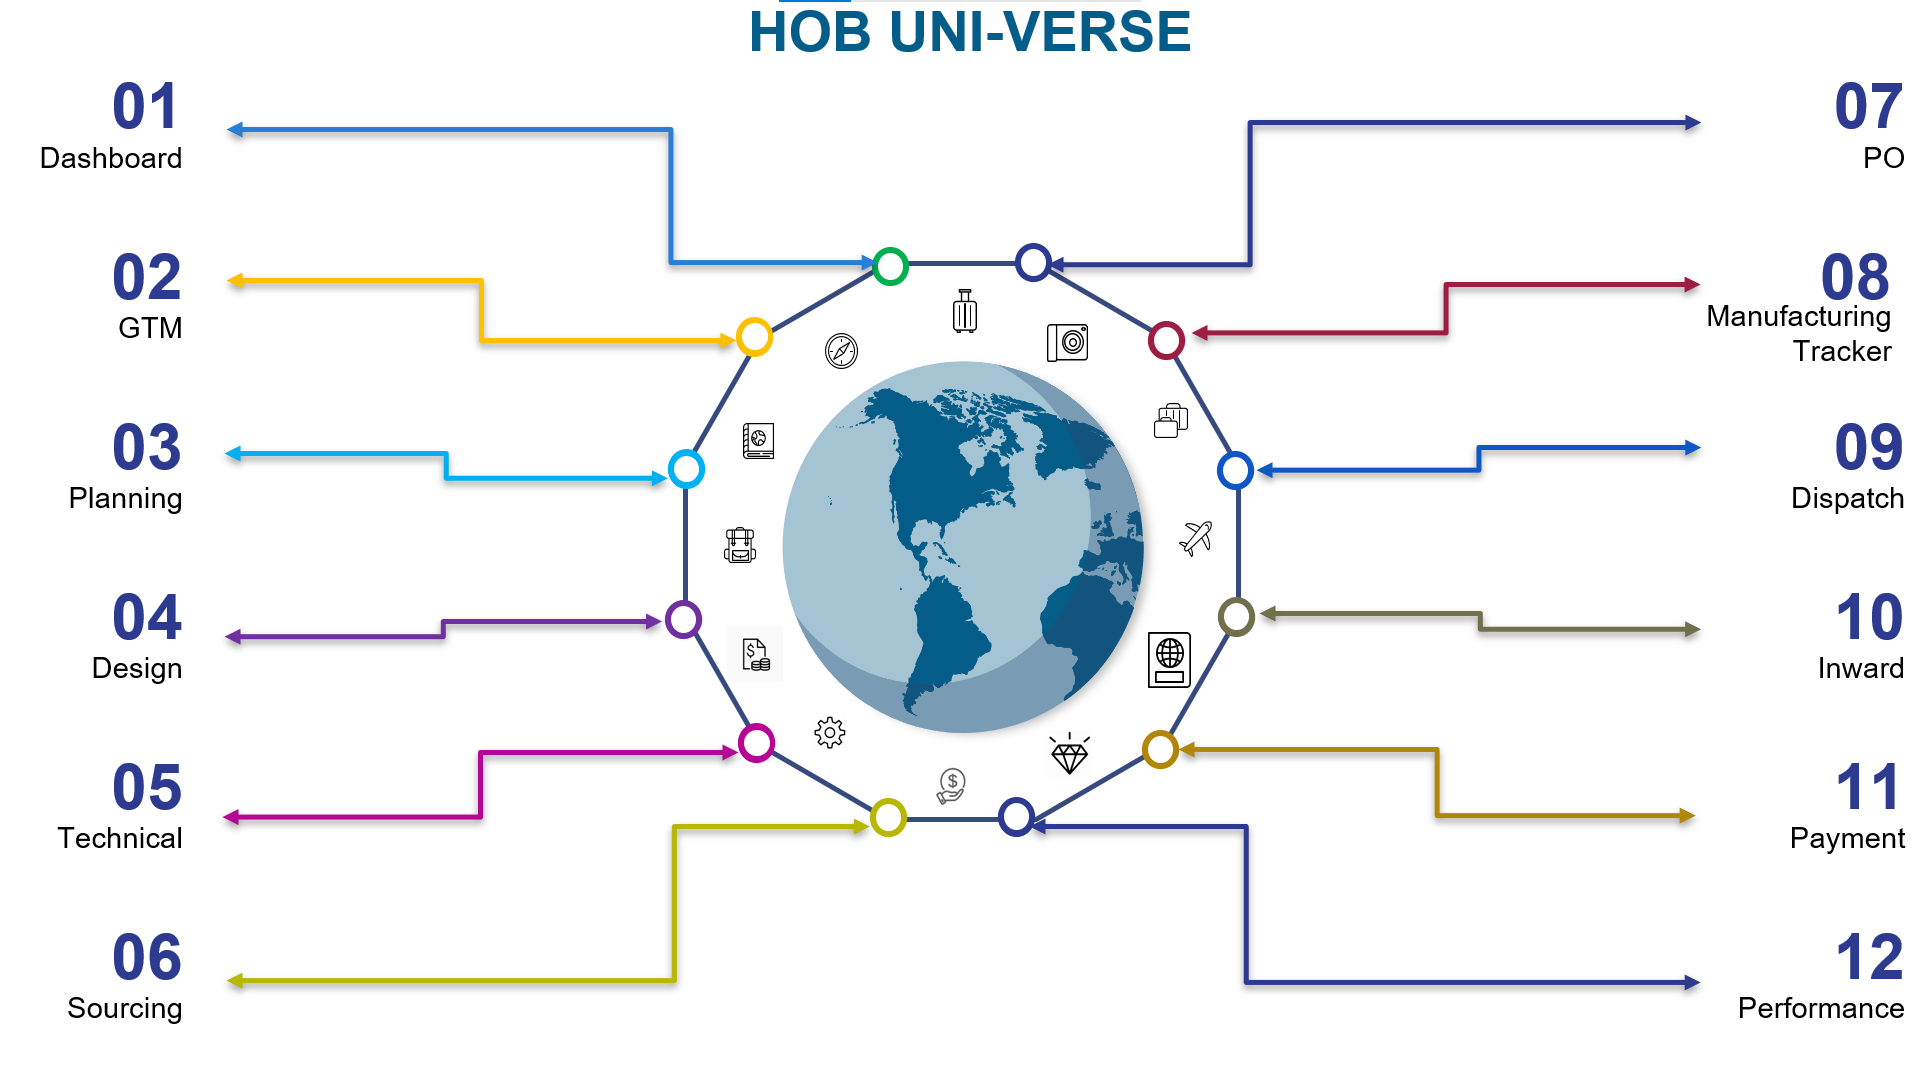 HOB UNI-VERSE
01
Dashboard
02
GTM
03
Planning
04
Design
05
Technical
06
Sourcing
07
PO
08
Manufacturing
Tracker
09
Dispatch
10
Inward
11
Payment
12
Performance
$
$